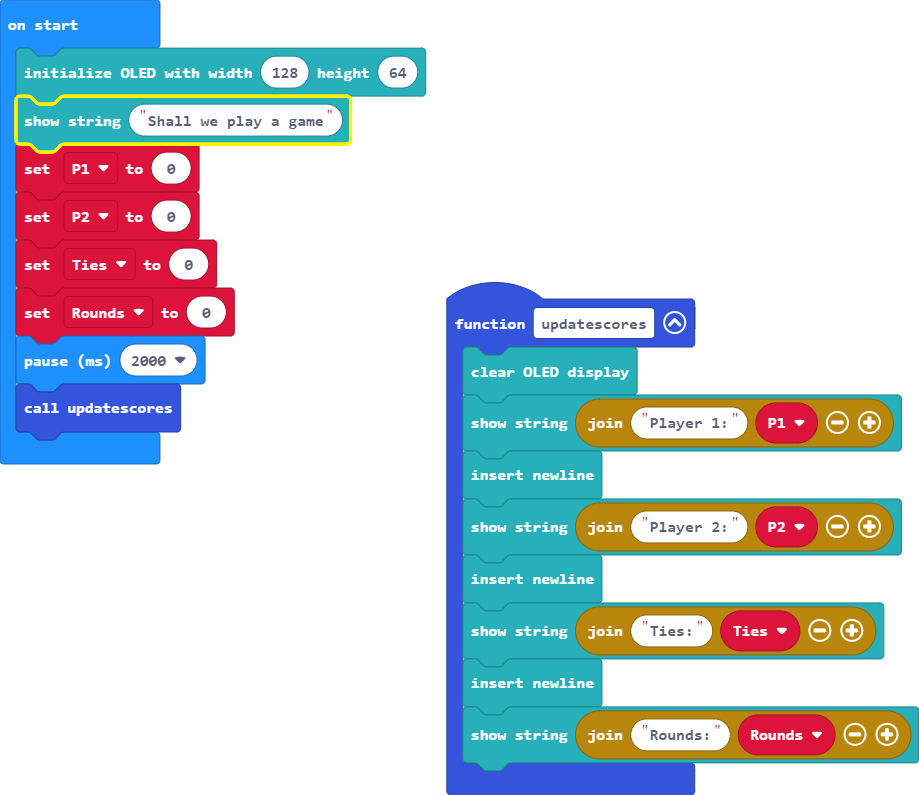 on start
initialize OLED with width 128 height 64
show string "Shall we play a game"
set P1 to 0
set P2 to 0
set Ties to 0
set Rounds to 0
pause (ms) 2000
call updatescores
function updatescores
clear OLED display
show string join "Player 1:" P1
insert newline
show string join "Player 2:" P2
insert newline
show string join "Ties:" Ties
insert newline
show string join "Rounds:" Rounds